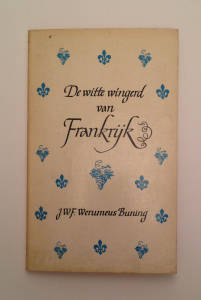 De witte wingerd
van
Frankrijk
J.W.F. Werumeus Buning